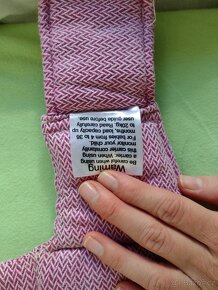 Warning
Be careful when using
a carrier. When using
this carrier constantly
monitor your child.
For babies from 4 to 36
months, load capacity up
to 20kg. Read carefully
user guide before use.